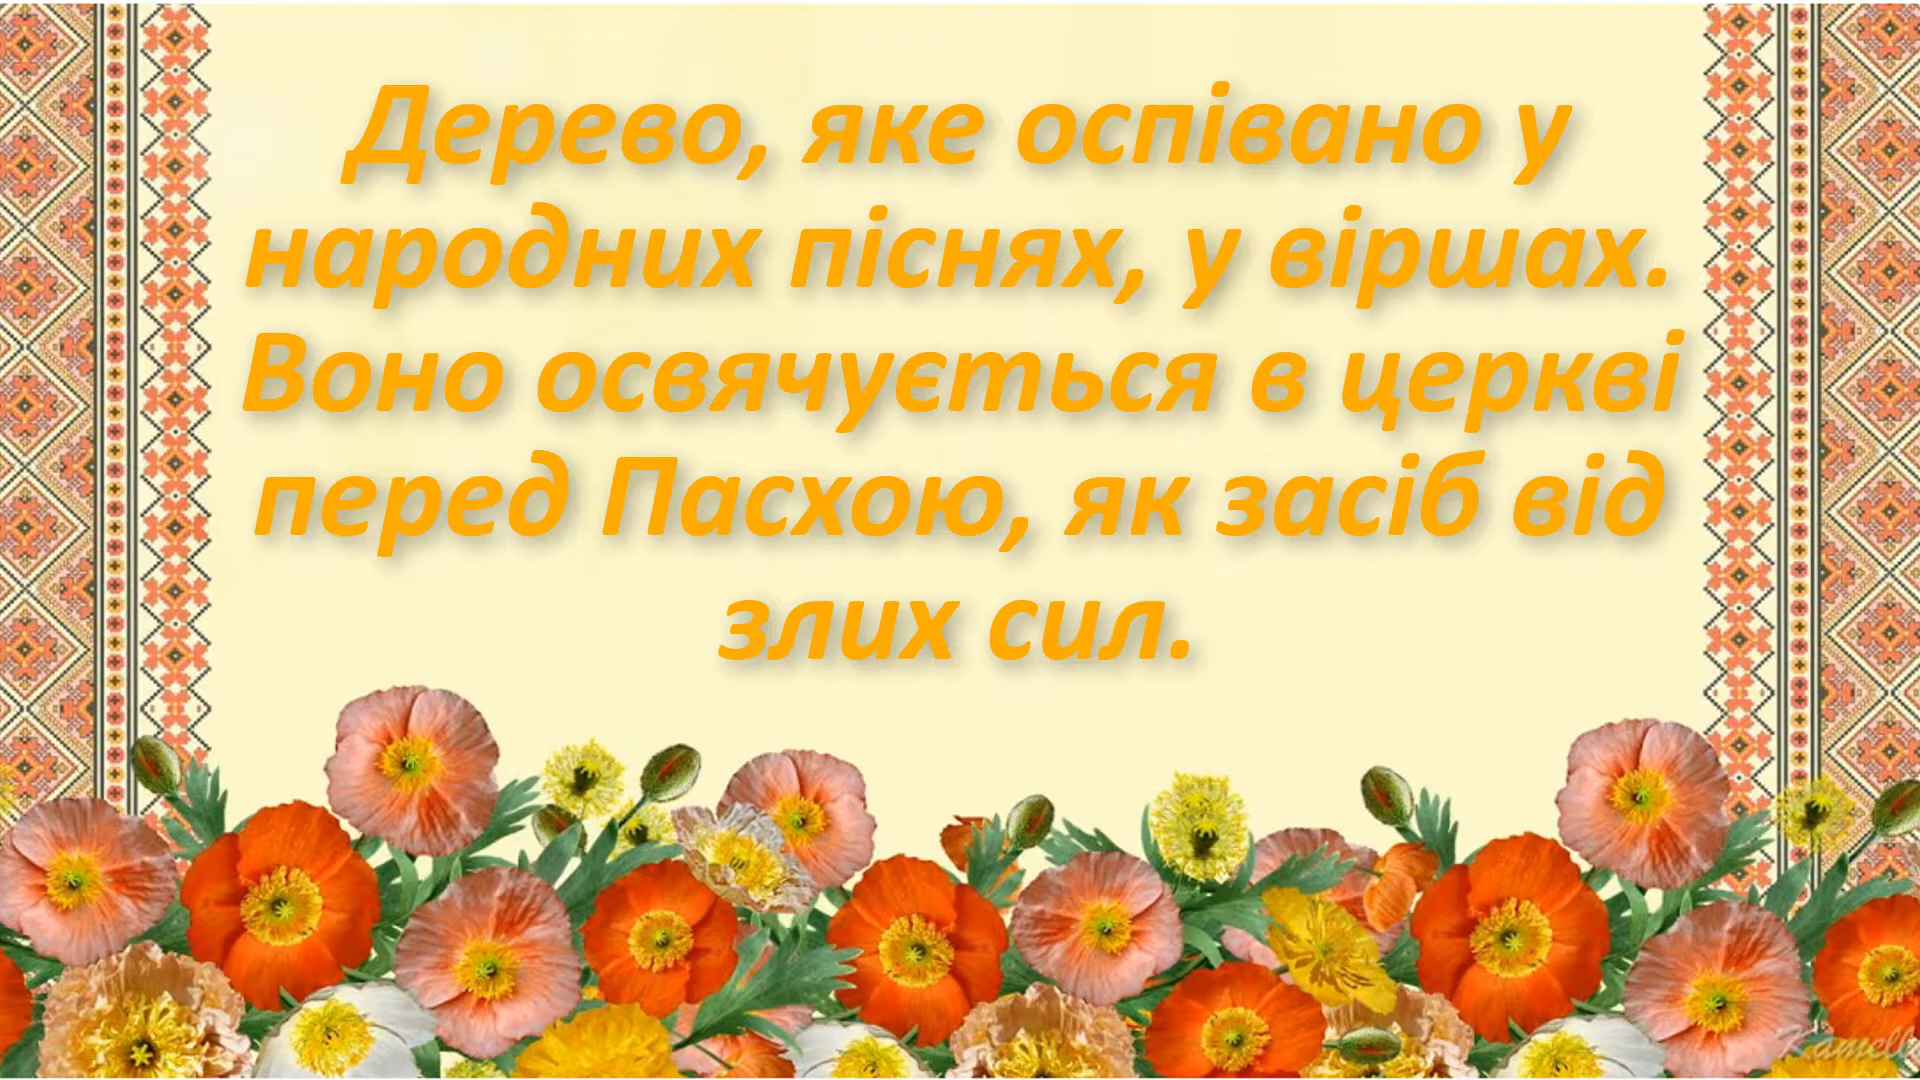 Дерево, яке оспівано у
народних піснях, у віршах.
Воно освячується в церкві
перед Пасхою, як засіб від
злих сил.